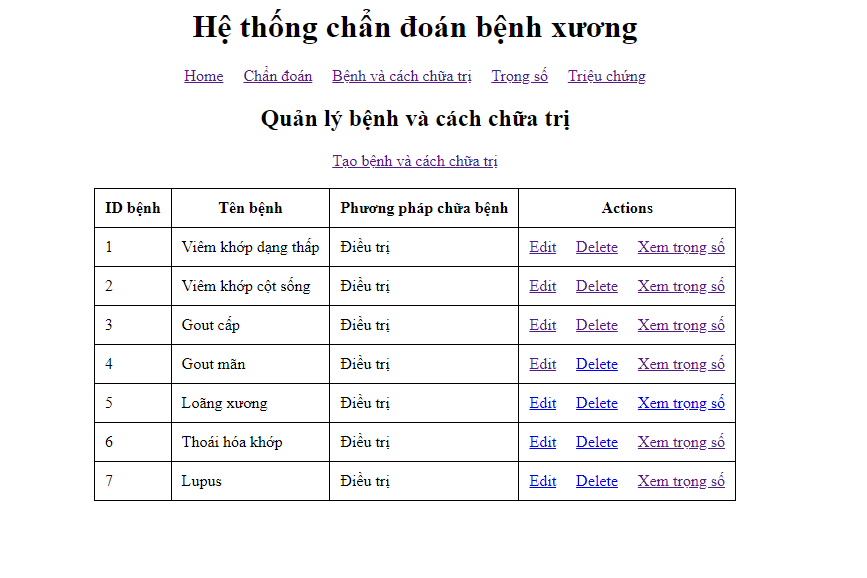 Hệ thống chẩn đoán bệnh xương
Home Chẩn đoán Bệnh và cách chữa trị Trọng số Triệu chứng
Quản lý bệnh và cách chữa trị
Tạo bệnh và cách chữa trị
ID bệnh Tên bệnh Phương pháp chữa bệnh Actions
1 Viêm khớp dạng thấp Điều trị Edit Delete Xem trọng số
2 Viêm khớp cột sống Điều trị Edit Delete Xem trọng số
3 Gout cấp Điều trị Edit Delete Xem trọng số
4 Gout mãn Điều trị Edit Delete Xem trọng số
5 Loãng xương Điều trị Edit Delete Xem trọng số
6 Thoái hóa khớp Điều trị Edit Delete Xem trọng số
7 Lupus Điều trị Edit Delete Xem trọng số